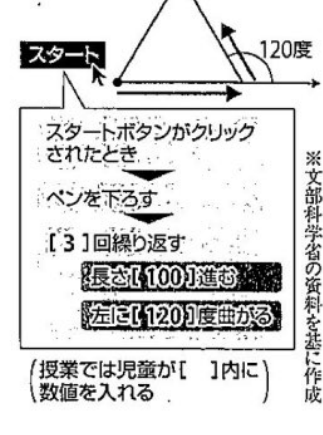 120度
スタート
スタートボタンがクリック
されたとき
ペンを下ろす
[ 3 ]回繰り返す
長さ[ 100 ]進む
左に[ 120 ]度曲がる
(授業では児童が[　]内に
数値を入れる)
※文部科学省の資料を基に作成